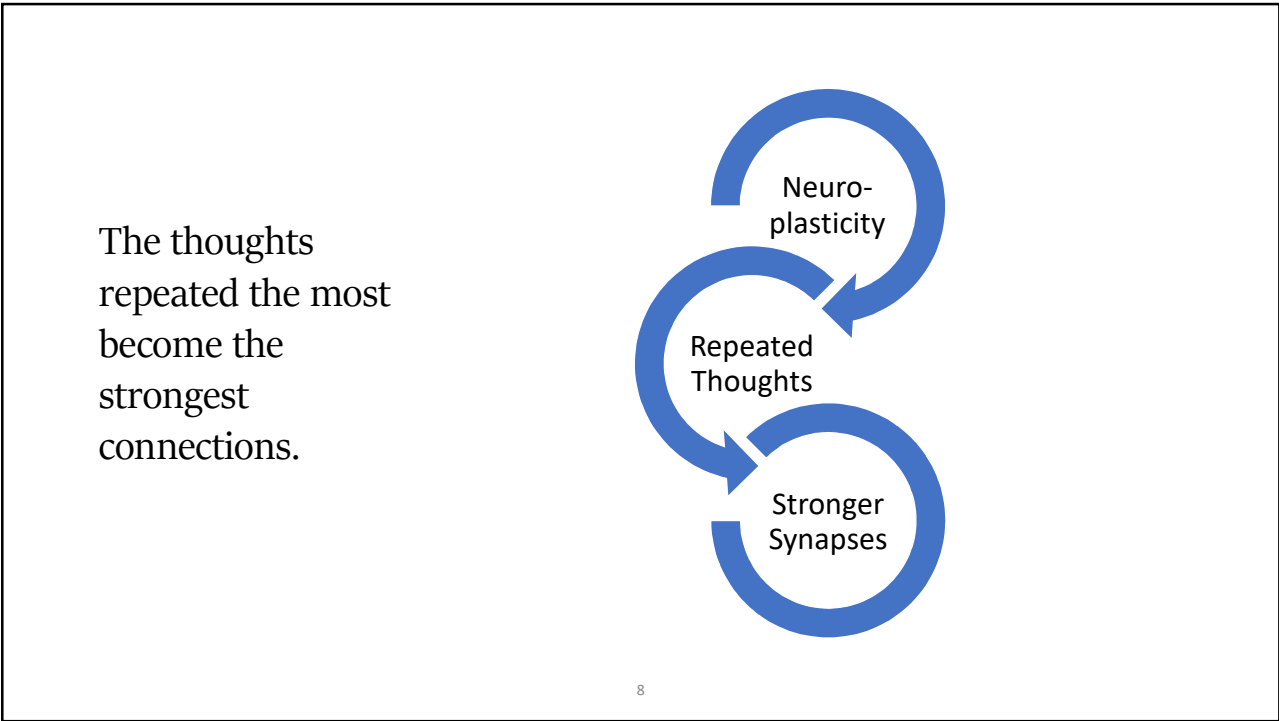 The thoughts
repeated the most
become the
strongest
connections.
Neuro-
plasticity
Repeated
Thoughts
Stronger
Synapses
8